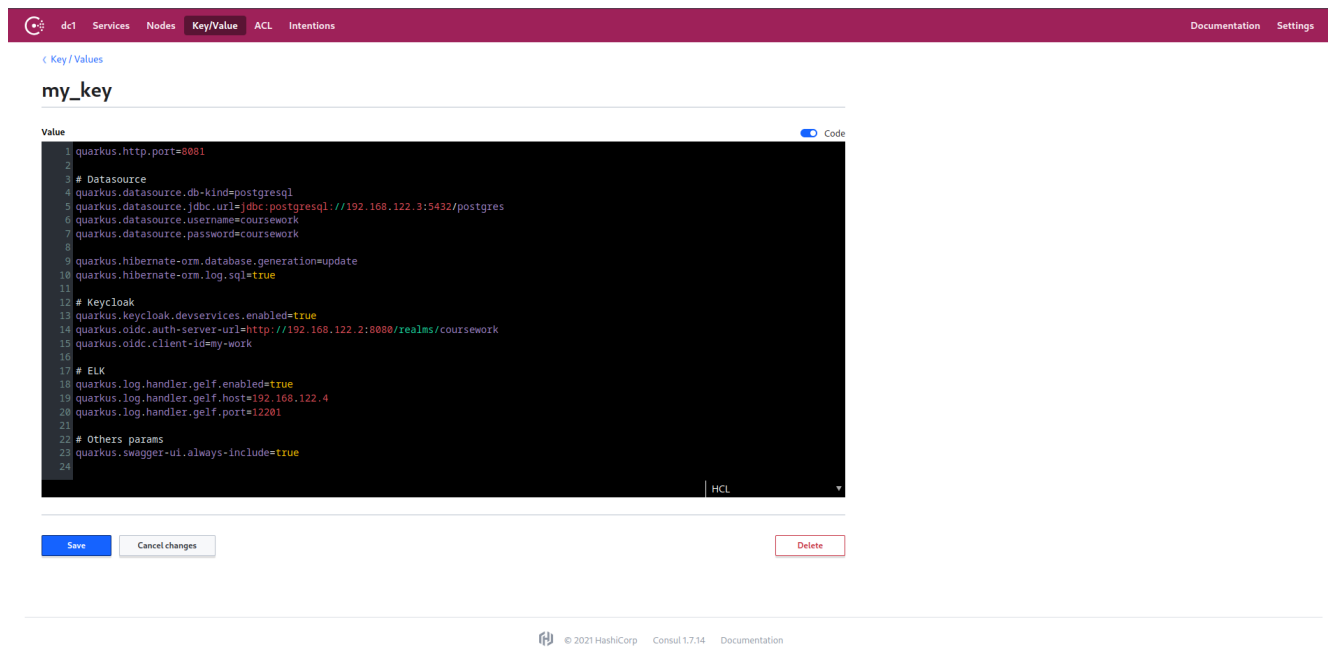 dc1 Services Nodes Key/Value ACL Intentions Documentation Settings
‹ Key / Values
my_key
Value Code
1 quarkus.http.port=8081
2
3 # Datasource
4 quarkus.datasource.db-kind=postgresql
5 quarkus.datasource.jdbc.url=jdbc:postgresql://192.168.122.3:5432/postgres
6 quarkus.datasource.username=coursework
7 quarkus.datasource.password=coursework
8
9 quarkus.hibernate-orm.database.generation=update
10 quarkus.hibernate-orm.log.sql=true
11
12 # Keycloak
13 quarkus.keycloak.devservices.enabled=true
14 quarkus.oidc.auth-server-url=http://192.168.122.2:8080/realms/coursework
15 quarkus.oidc.client-id=my-work
16
17 # ELK
18 quarkus.log.handler.gelf.enabled=true
19 quarkus.log.handler.gelf.host=192.168.122.4
20 quarkus.log.handler.gelf.port=12201
21
22 # Others params
23 quarkus.swagger-ui.always-include=true
24
HCL
Save Cancel changes Delete
© 2021 HashiCorp Consul 1.7.14 Documentation